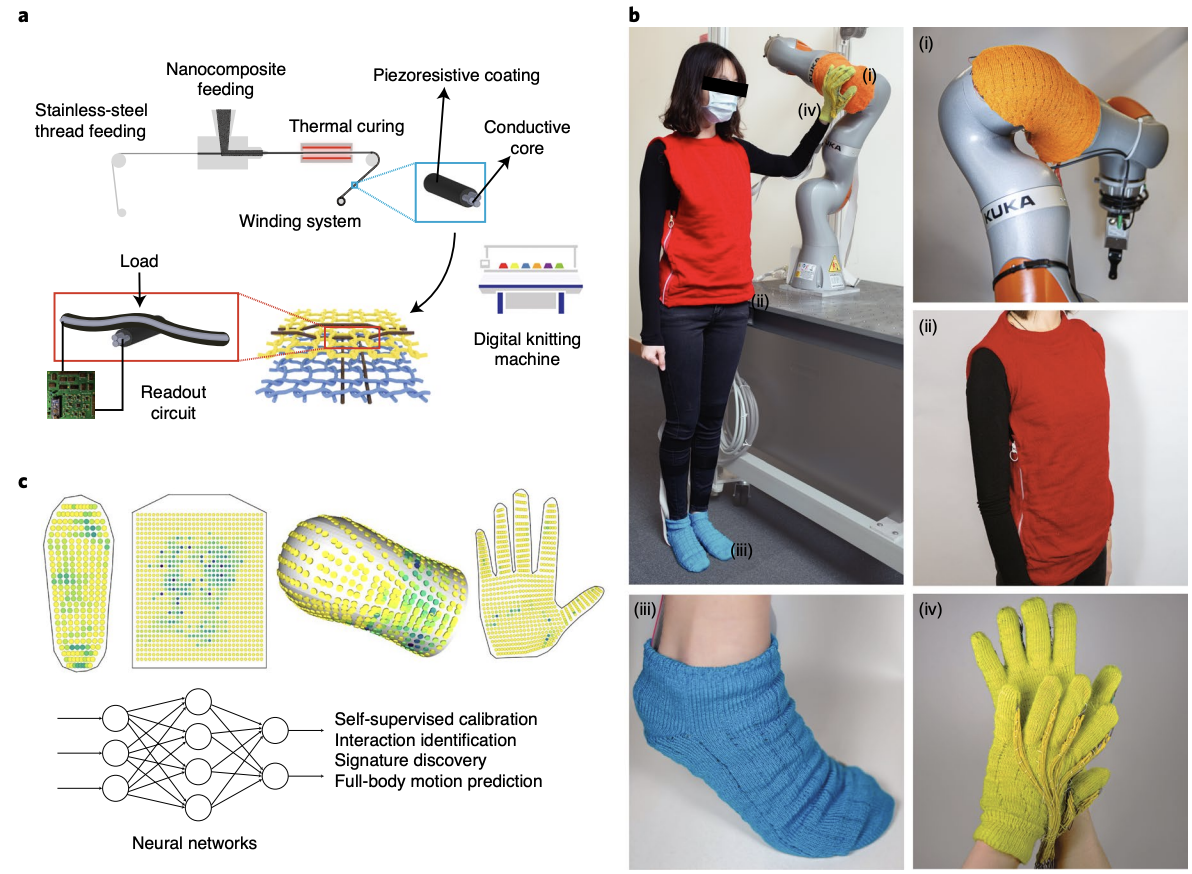 a
Nanocomposite
feeding
Stainless-steel
thread feeding
Piezoresistive coating
Thermal curing
Conductive
core
Winding system
Load
Readout
circuit
Digital knitting
machine
b
(i)
(iv)
KUKA
KUKA
(ii)
(iii)
(i)
KUKA
(ii)
(iii)
(iv)
c
Self-supervised calibration
Interaction identification
Signature discovery
Full-body motion prediction
Neural networks